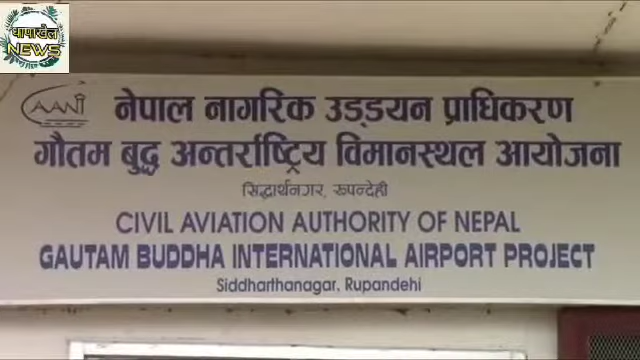 धापाखेल
NEWS
CAANI
नेपाल नागरिक उड्डयन प्राधिकरण
गौतम बुद्ध अन्तर्राष्ट्रिय विमानस्थल आयोजना
सिद्धार्थनगर, रूपन्देही
CIVIL AVIATION AUTHORITY OF NEPAL
GAUTAM BUDDHA INTERNATIONAL AIRPORT PROJECT
Siddharthanagar, Rupandehi